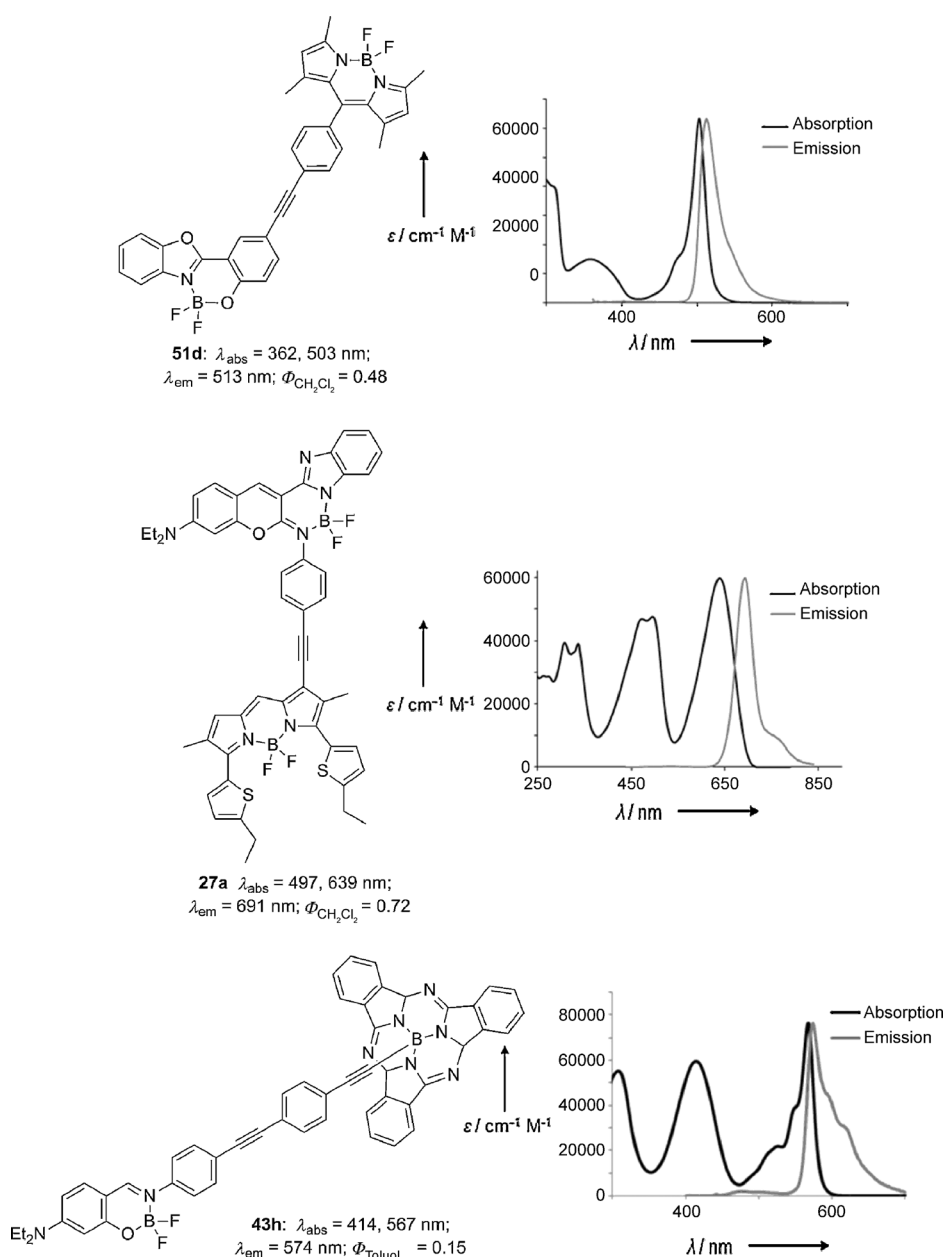 F
F
N B
N
O
N
B O
F
F
ε / cm⁻¹ M⁻¹
60000
60000
40000
20000
0
Absorption
Emission
400
600
λ / nm
51d: λabs = 362, 503 nm;
λem = 513 nm; ΦCH2Cl2 = 0.48
N
N
B F
F
Et2N
O N
N B N
F F
S
S
ε / cm⁻¹ M⁻¹
60000
40000
20000
0
Absorption
Emission
250
450
650
850
λ / nm
27a λabs = 497, 639 nm;
λem = 691 nm; ΦCH2Cl2 = 0.72
N
N B N
N
N
N
N
B F
O F
Et2N
ε / cm⁻¹ M⁻¹
80000
60000
40000
20000
0
Absorption
Emission
400
600
λ / nm
43h: λabs = 414, 567 nm;
λem = 574 nm; ΦToluol = 0.15